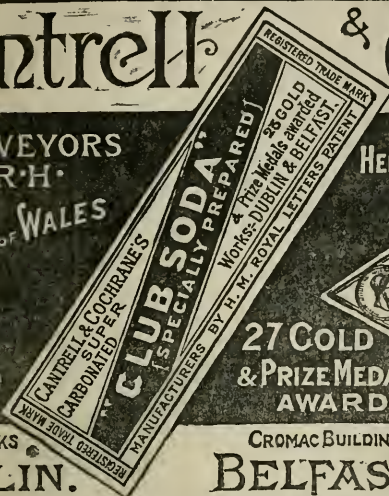 ntrell &
VEYORS
R·H·
OF WALES
REGISTERED TRADE MARK
CANTRELL & COCHRANE'S
SUPER
CARBONATED
"CLUB SODA"
[SPECIALLY PREPARED]
23 GOLD
& Prize Medals awarded
Works:- DUBLIN & BELFAST.
MANUFACTURERS BY H.M. ROYAL LETTERS PATENT
REGISTERED TRADE MARK
HE
27 GOLD
& PRIZE MEDA
AWARD
KS
LIN.
CROMAC BUILDIN
BELFAS